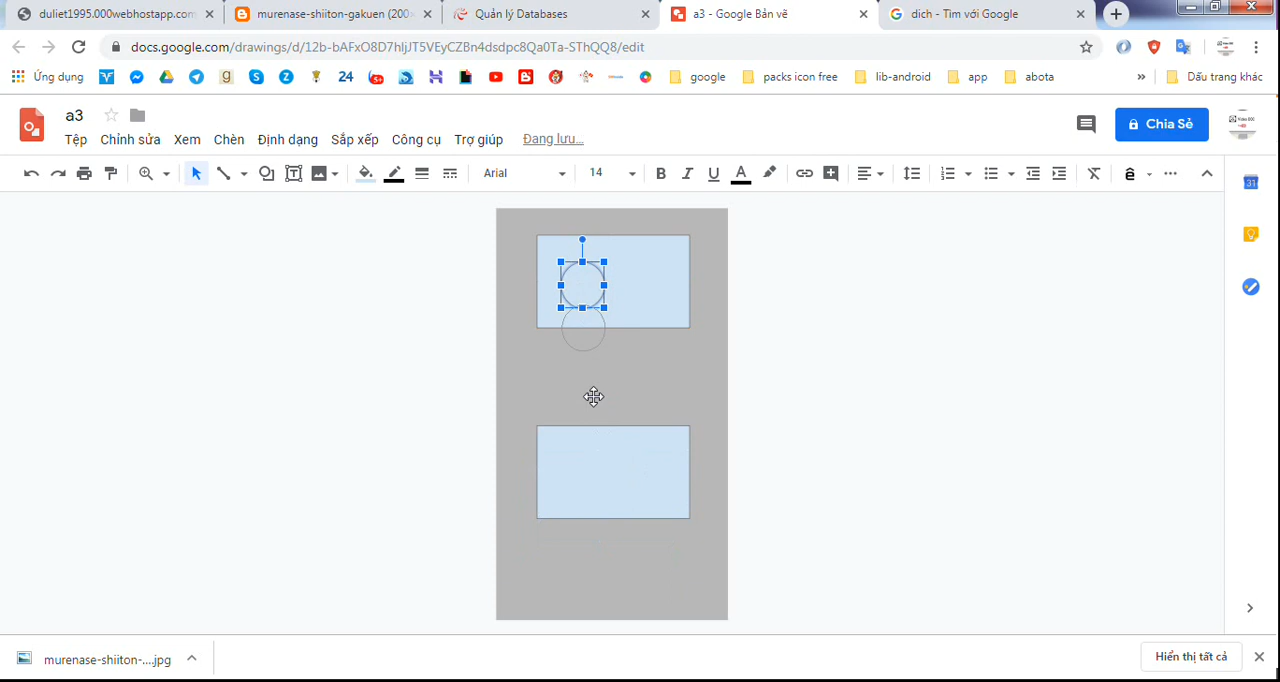 duliet1995.000webhostapp.com
murenase-shiiton-gakuen (200×
Quản lý Databases
a3 - Google Bản vẽ
dich - Tìm với Google
docs.google.com/drawings/d/12b-bAFxO8D7hIjJT5VEyCZBn4dsdpc8Qa0Ta-SThQQ8/edit
Ứng dụng
24
google
packs icon free
lib-android
app
abota
»
Dấu trang khác
a3
Tệp
Chỉnh sửa
Xem
Chèn
Định dạng
Sắp xếp
Công cụ
Trợ giúp
Đang lưu...
Chia Sẻ
Arial
14
B
I
U
A
ê
31
murenase-shiiton-....jpg
Hiển thị tất cả